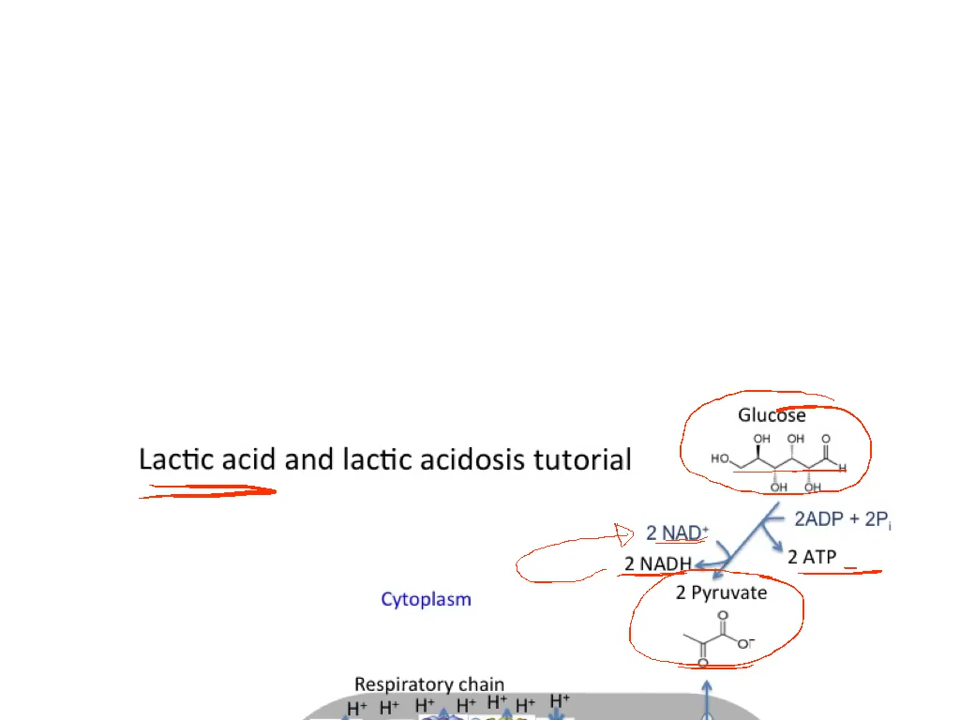 Glucose
OH OH O
HO H
OH OH
Lactic acid and lactic acidosis tutorial
2ADP + 2Pi
2 NAD⁺
2 NADH
2 ATP
2 Pyruvate
Cytoplasm
O
O⁻
O
Respiratory chain
H⁺ H⁺ H⁺ H⁺ H⁺ H⁺ H⁺